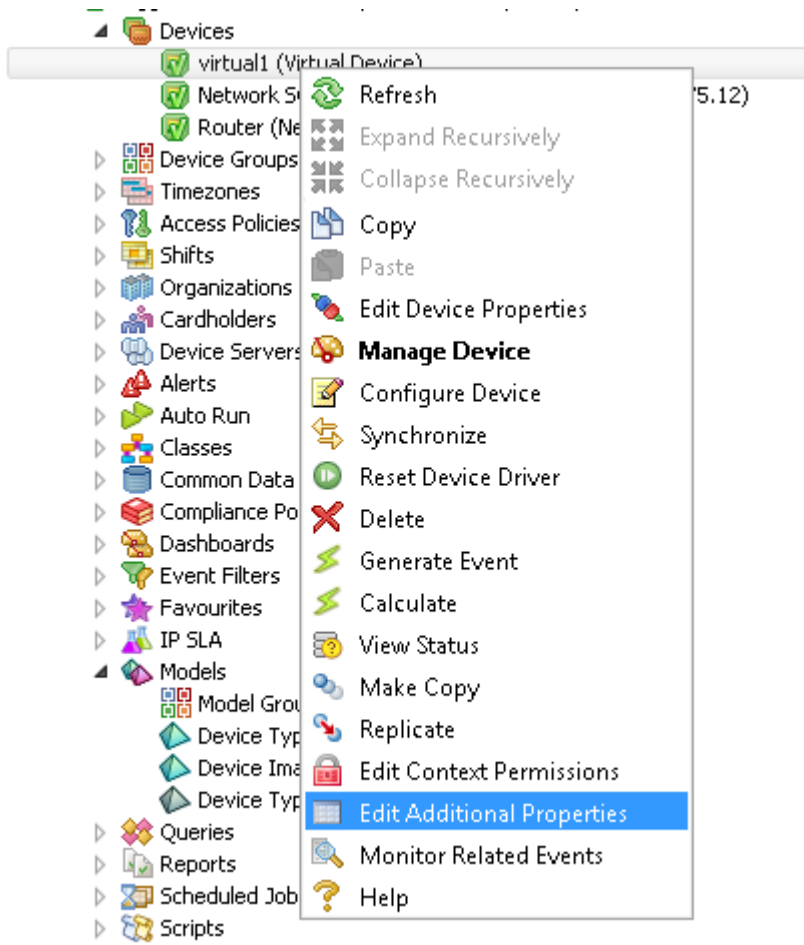 Devices
virtual1 (Virtual Device)
Network 5.12)
Router (Ne
Device Groups
Timezones
Access Policies
Shifts
Organizations
Cardholders
Device Servers
Alerts
Auto Run
Classes
Common Data
Compliance Po
Dashboards
Event Filters
Favourites
IP SLA
Models
Model Grou
Device Typ
Device Ima
Device Typ
Queries
Reports
Scheduled Job
Scripts
Refresh
Expand Recursively
Collapse Recursively
Copy
Paste
Edit Device Properties
Manage Device
Configure Device
Synchronize
Reset Device Driver
Delete
Generate Event
Calculate
View Status
Make Copy
Replicate
Edit Context Permissions
Edit Additional Properties
Monitor Related Events
Help